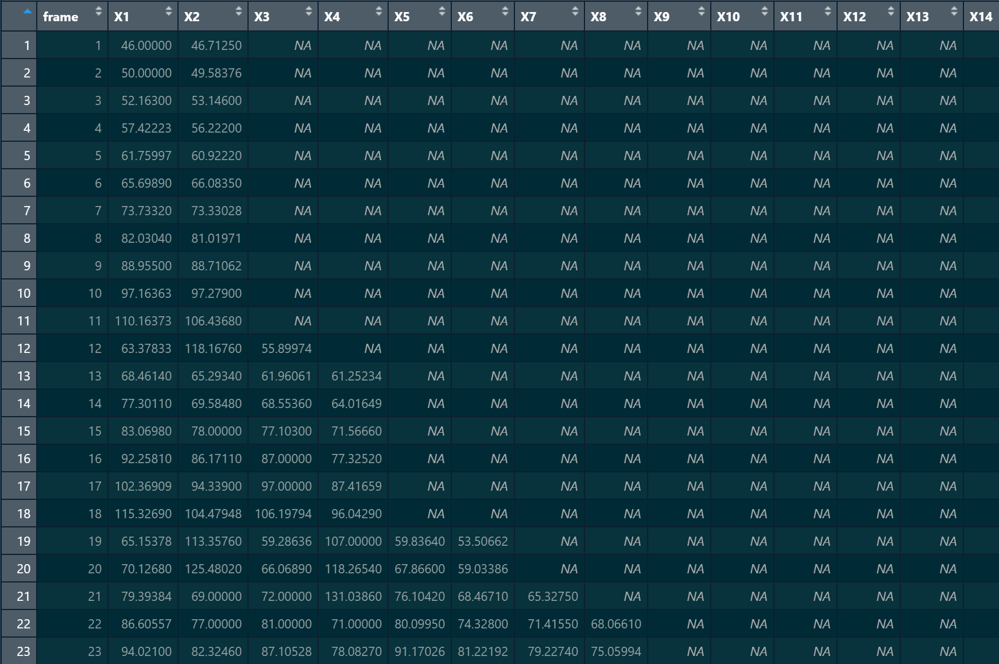 frame X1 X2 X3 X4 X5 X6 X7 X8 X9 X10 X11 X12 X13 X14
1 1 46.00000 46.71250 NA NA NA NA NA NA NA NA NA NA NA
2 2 50.00000 49.58376 NA NA NA NA NA NA NA NA NA NA NA
3 3 52.16300 53.14600 NA NA NA NA NA NA NA NA NA NA NA
4 4 57.42223 56.22200 NA NA NA NA NA NA NA NA NA NA NA
5 5 61.75997 60.92220 NA NA NA NA NA NA NA NA NA NA NA
6 6 65.69890 66.08350 NA NA NA NA NA NA NA NA NA NA NA
7 7 73.73320 73.33028 NA NA NA NA NA NA NA NA NA NA NA
8 8 82.03040 81.01971 NA NA NA NA NA NA NA NA NA NA NA
9 9 88.95500 88.71062 NA NA NA NA NA NA NA NA NA NA NA
10 10 97.16363 97.27900 NA NA NA NA NA NA NA NA NA NA NA
11 11 110.16373 106.43680 NA NA NA NA NA NA NA NA NA NA NA
12 12 63.37833 118.16760 55.89974 NA NA NA NA NA NA NA NA NA NA
13 13 68.46140 65.29340 61.96061 61.25234 NA NA NA NA NA NA NA NA NA
14 14 77.30110 69.58480 68.55360 64.01649 NA NA NA NA NA NA NA NA NA
15 15 83.06980 78.00000 77.10300 71.56660 NA NA NA NA NA NA NA NA NA
16 16 92.25810 86.17110 87.00000 77.32520 NA NA NA NA NA NA NA NA NA
17 17 102.36909 94.33900 97.00000 87.41659 NA NA NA NA NA NA NA NA NA
18 18 115.32690 104.47948 106.19794 96.04290 NA NA NA NA NA NA NA NA NA
19 19 65.15378 113.35760 59.28636 107.00000 59.83640 53.50662 NA NA NA NA NA NA NA
20 20 70.12680 125.48020 66.06890 118.26540 67.86600 59.03386 NA NA NA NA NA NA NA
21 21 79.39384 69.00000 72.00000 131.03860 76.10420 68.46710 65.32750 NA NA NA NA NA NA
22 22 86.60557 77.00000 81.00000 71.00000 80.09950 74.32800 71.41550 68.06610 NA NA NA NA NA
23 23 94.02100 82.32460 87.10528 78.08270 91.17026 81.22192 79.22740 75.05994 NA NA NA NA NA